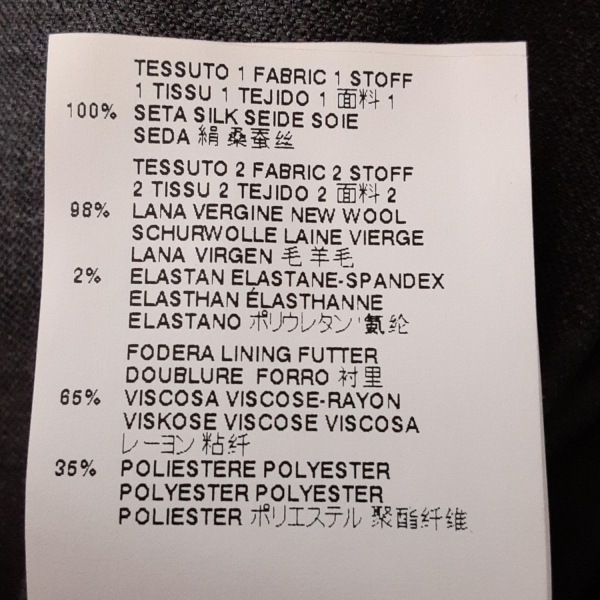 TESSUTO 1 FABRIC 1 STOFF
1 TISSU 1 TEJIDO 1 面料 1
100% SETA SILK SEIDE SOIE
SEDA 絹 桑蚕丝
TESSUTO 2 FABRIC 2 STOFF
2 TISSU 2 TEJIDO 2 面料 2
98% LANA VERGINE NEW WOOL
SCHURWOLLE LAINE VIERGE
LANA VIRGEN 毛 羊毛
2% ELASTAN ELASTANE-SPANDEX
ELASTHAN ÉLASTHANNE
ELASTANO ポリウレタン 氨纶
FODERA LINING FUTTER
DOUBLURE FORRO 衬里
65% VISCOSA VISCOSE-RAYON
VISKOSE VISCOSE VISCOSA
レーヨン 粘纤
35% POLIESTERE POLYESTER
POLYESTER POLYESTER
POLIESTER ポリエステル 聚酯纤维